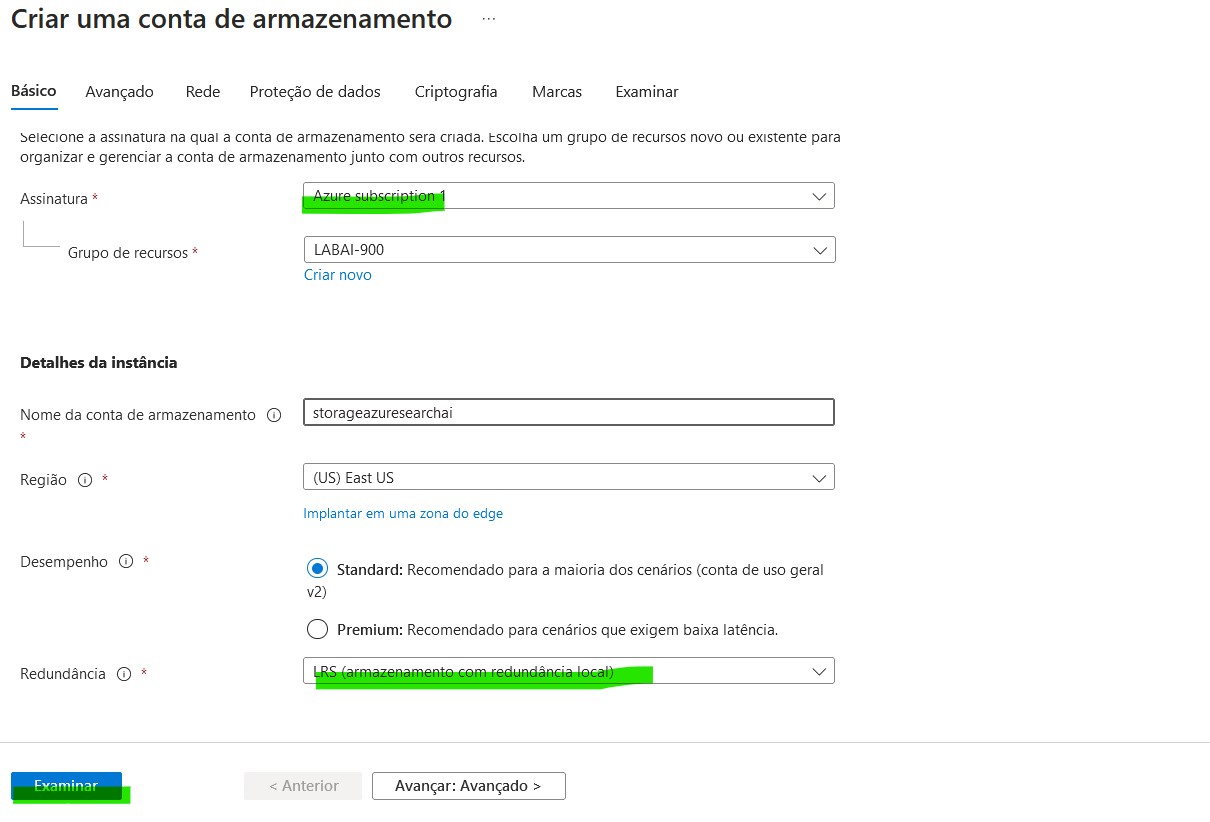 Criar uma conta de armazenamento ...
Básico Avançado Rede Proteção de dados Criptografia Marcas Examinar
Selecione a assinatura na qual a conta de armazenamento será criada. Escolha um grupo de recursos novo ou existente para
organizar e gerenciar a conta de armazenamento junto com outros recursos.
Assinatura * Azure subscription 1
Grupo de recursos * LABAI-900
Criar novo
Detalhes da instância
Nome da conta de armazenamento storageazuresearchai
*
Região * (US) East US
Implantar em uma zona do edge
Desempenho * Standard: Recomendado para a maioria dos cenários (conta de uso geral
v2)
Premium: Recomendado para cenários que exigem baixa latência.
Redundância * LRS (armazenamento com redundância local)
Examinar < Anterior Avançar: Avançado >